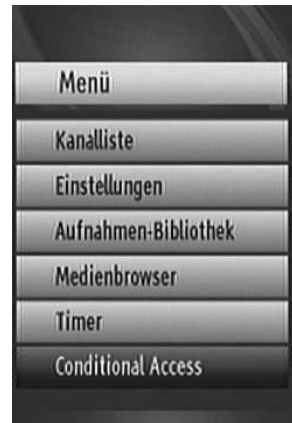 Menü
Kanalliste
Einstellungen
Aufnahmen-Bibliothek
Medienbrowser
Timer
Conditional Access